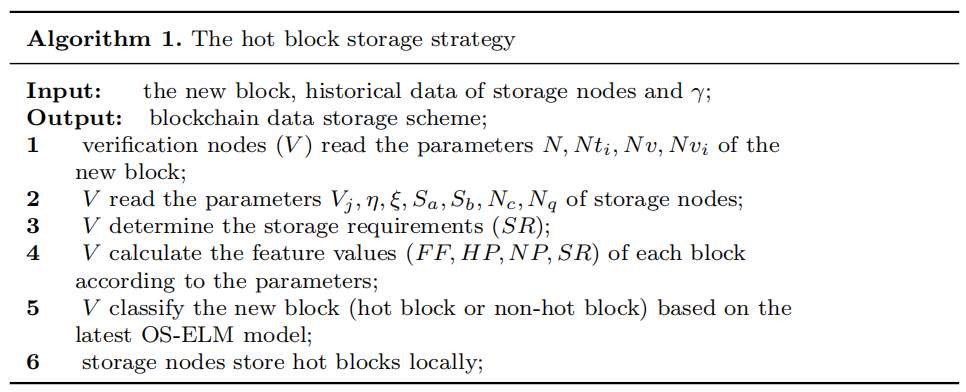 Algorithm 1. The hot block storage strategy
Input: the new block, historical data of storage nodes and γ;
Output: blockchain data storage scheme;
1 verification nodes (V) read the parameters N, Nt_i, Nv, Nv_i of the
new block;
2 V read the parameters V_j, η, ξ, S_a, S_b, N_c, N_q of storage nodes;
3 V determine the storage requirements (SR);
4 V calculate the feature values (FF, HP, NP, SR) of each block
according to the parameters;
5 V classify the new block (hot block or non-hot block) based on the
latest OS-ELM model;
6 storage nodes store hot blocks locally;